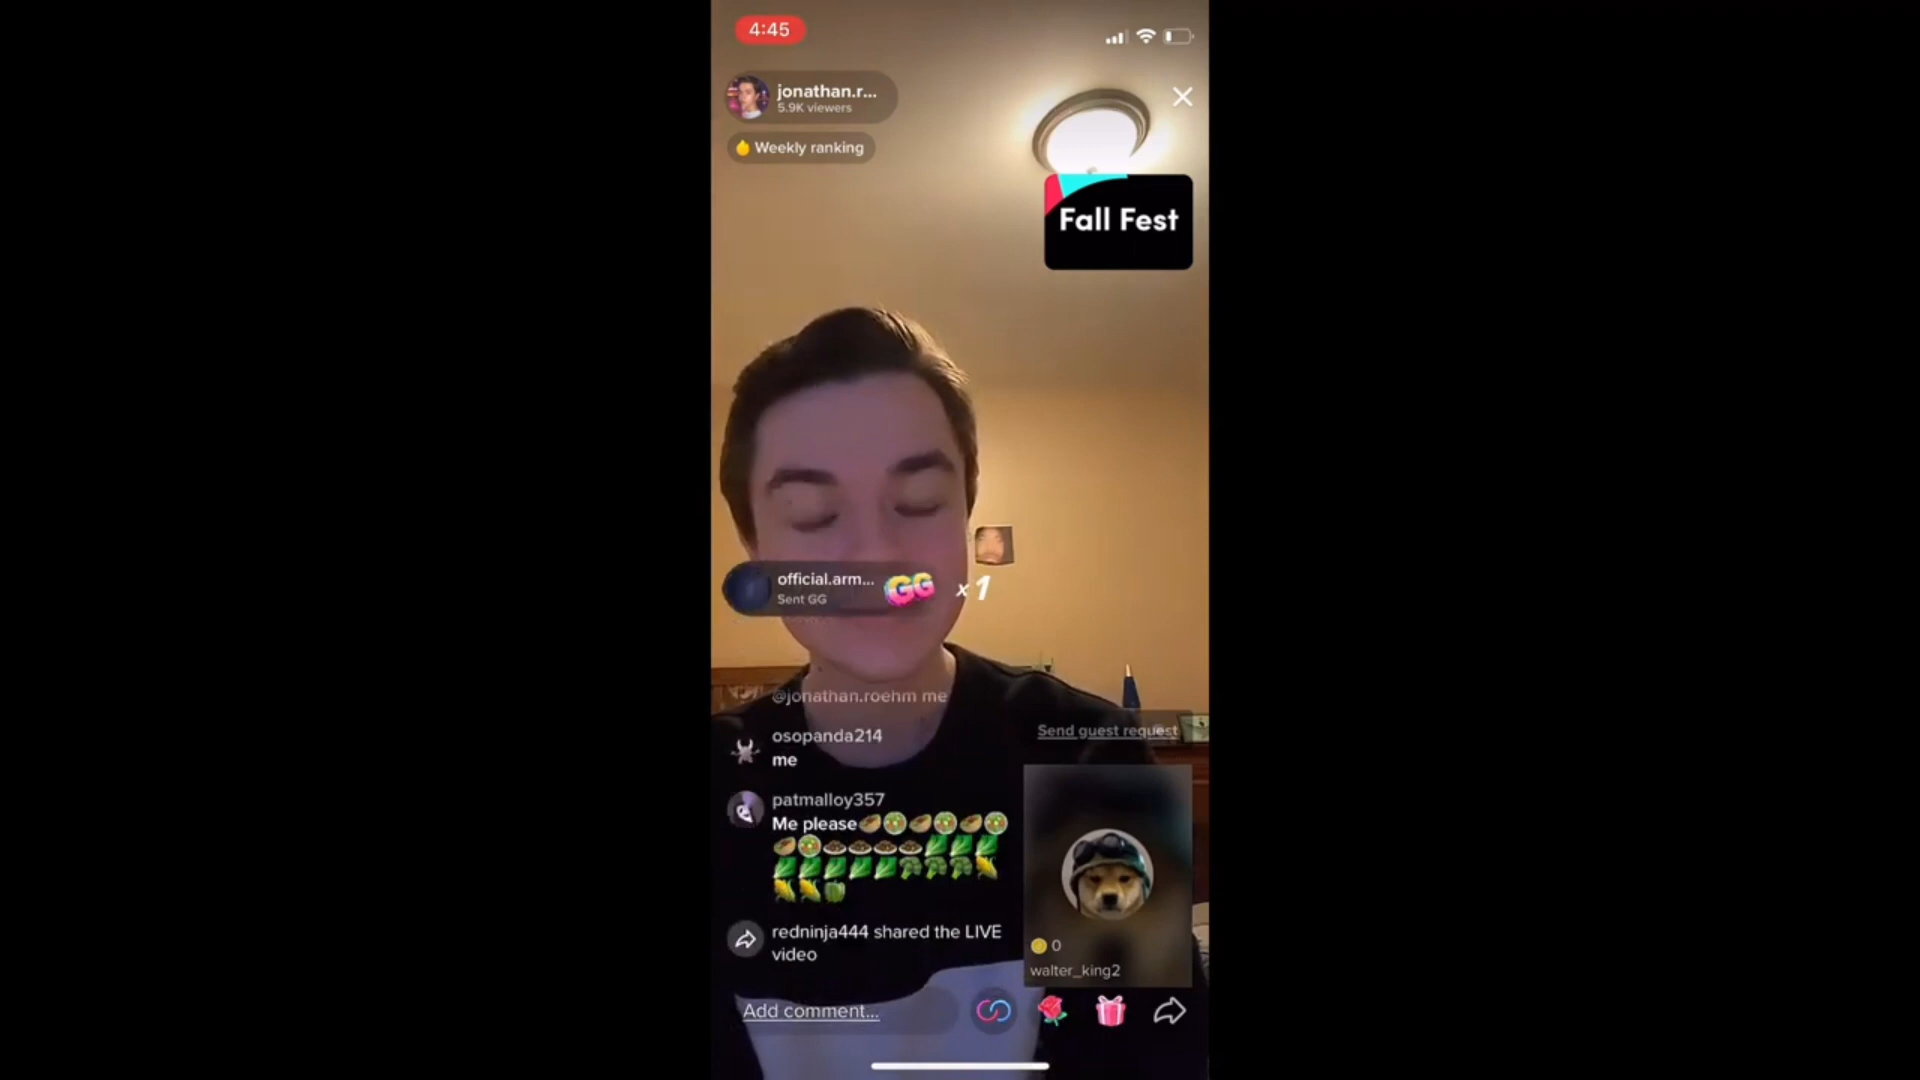 4:45
jonathan.r...
5.9K viewers
Weekly ranking
Fall Fest
official.arm...
Sent GG
GG
x1
@jonathan.roehm me
osopanda214
me
Send guest request
patmalloy357
Me please
redninja444 shared the LIVE
video
0
walter_king2
Add comment...